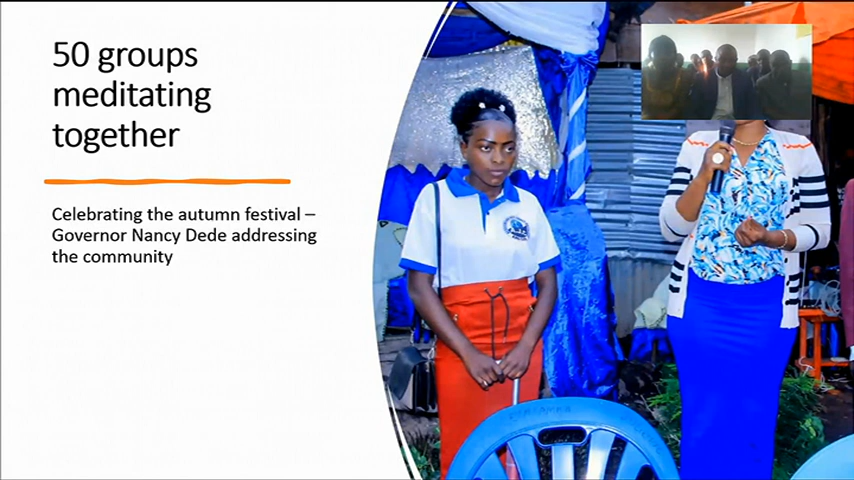 50 groups
meditating
together
Celebrating the autumn festival –
Governor Nancy Dede addressing
the community